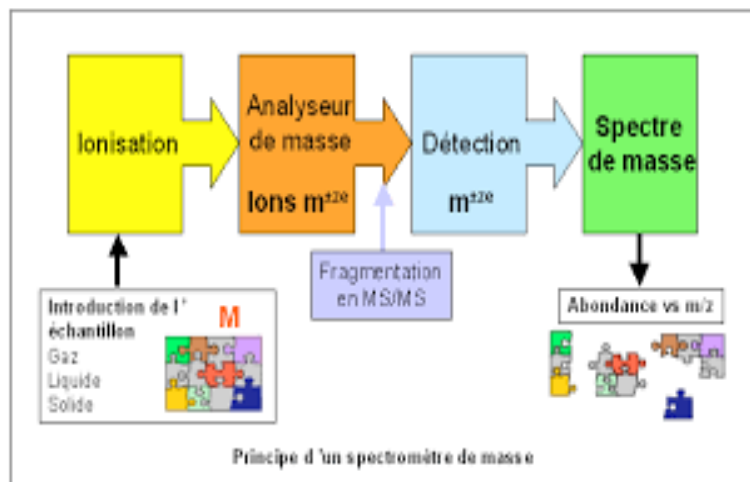 Ionisation
Analyseur
de masse
Ions m±ze
Détection
m±ze
Spectre
de masse
Fragmentation
en MS/MS
Introduction de l'
échantillon
M
Gaz
Liquide
Solide
Abondance vs m/z
Principe d 'un spectromètre de masse